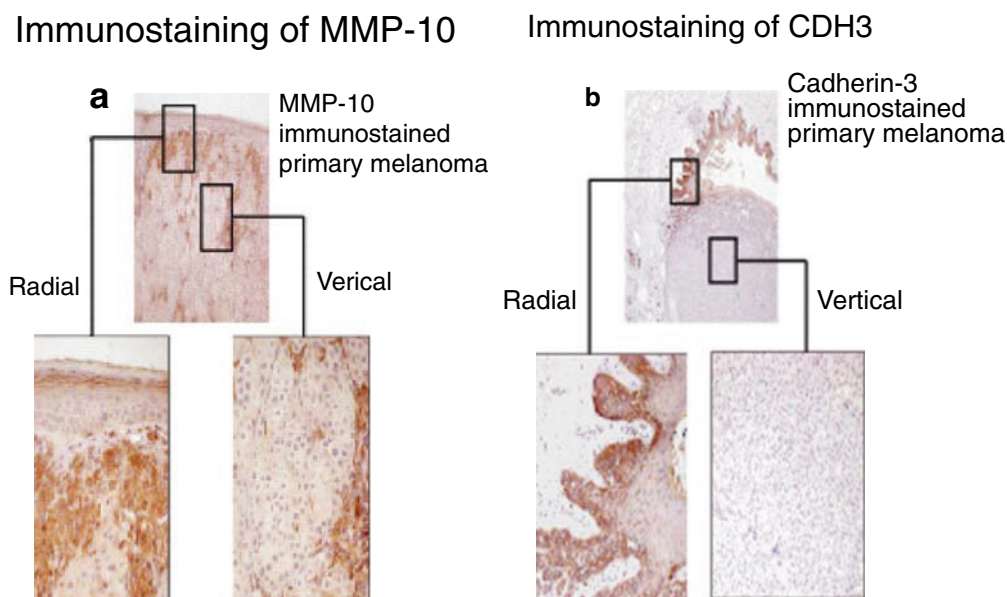 Immunostaining of MMP-10
a
MMP-10
immunostained
primary melanoma
Radial
Verical
Immunostaining of CDH3
b
Cadherin-3
immunostained
primary melanoma
Radial
Vertical